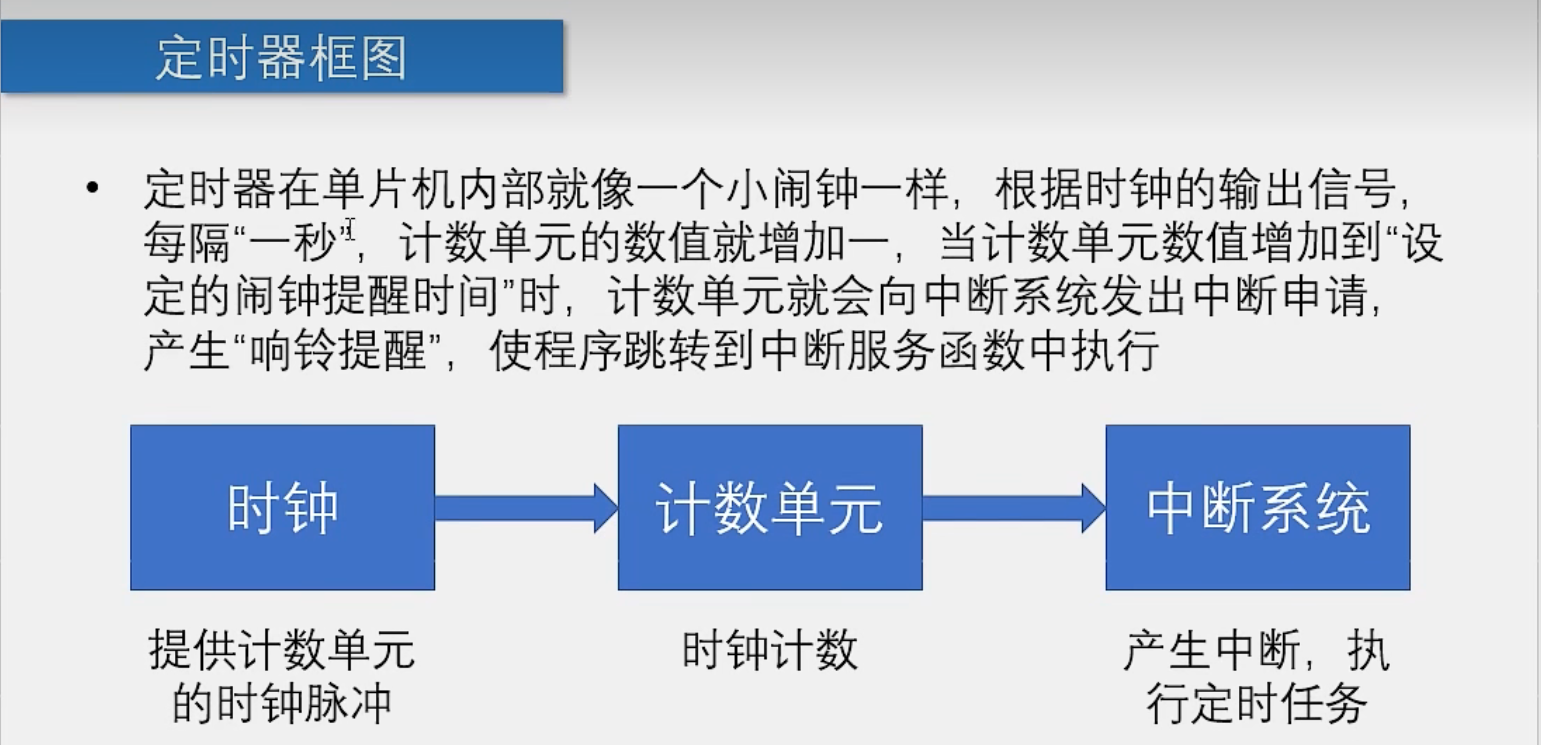 定时器框图
• 定时器在单片机内部就像一个小闹钟一样，根据时钟的输出信号，
每隔“一秒”，计数单元的数值就增加一，当计数单元数值增加到“设
定的闹钟提醒时间”时，计数单元就会向中断系统发出中断申请，
产生“响铃提醒”，使程序跳转到中断服务函数中执行
时钟
计数单元
中断系统
提供计数单元
的时钟脉冲
时钟计数
产生中断，执
行定时任务